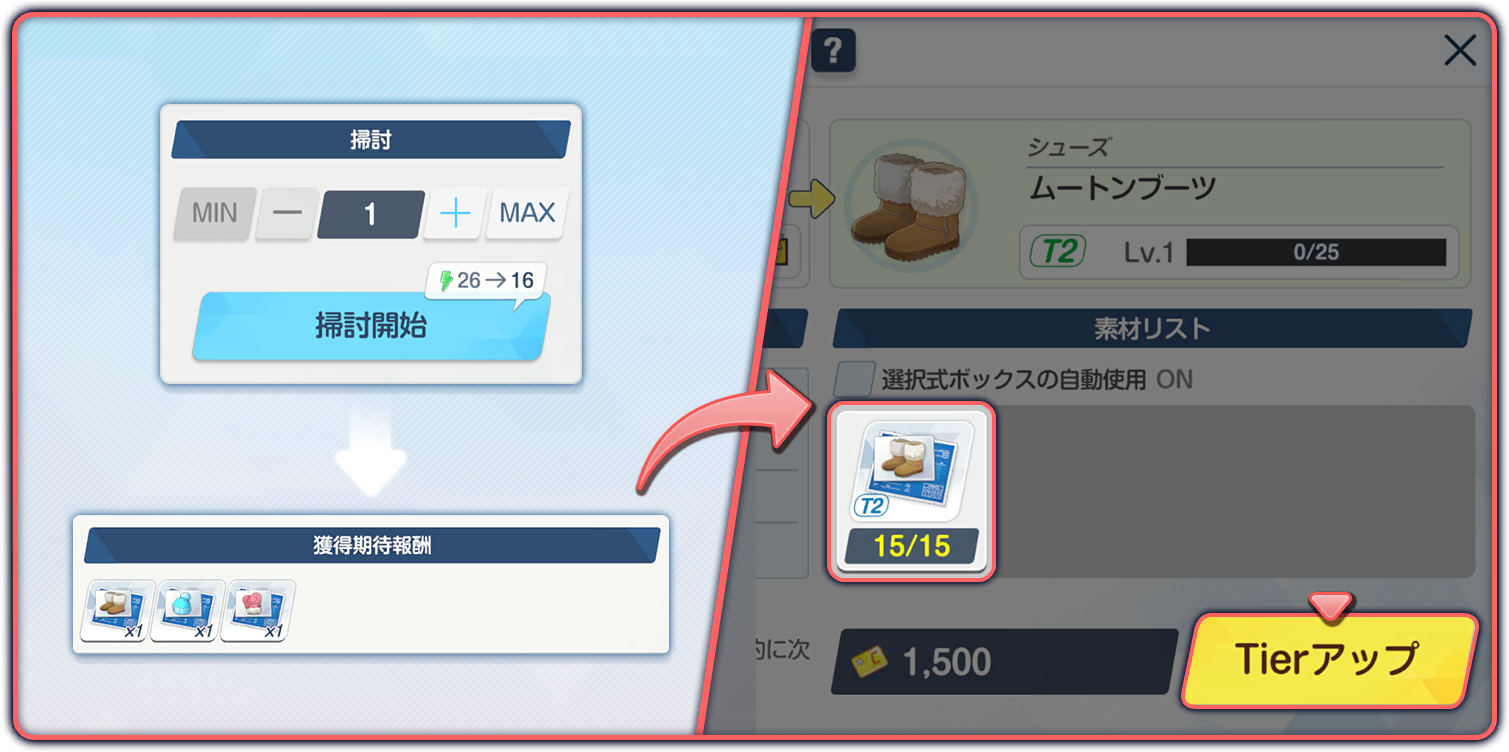 掃討
MIN
1
MAX
26→16
掃討開始
獲得期待報酬
x1
x1
x1
?
シューズ
ムートンブーツ
T2
Lv.1
0/25
素材リスト
選択式ボックスの自動使用 ON
T2
15/15
的に次
1,500
Tierアップ